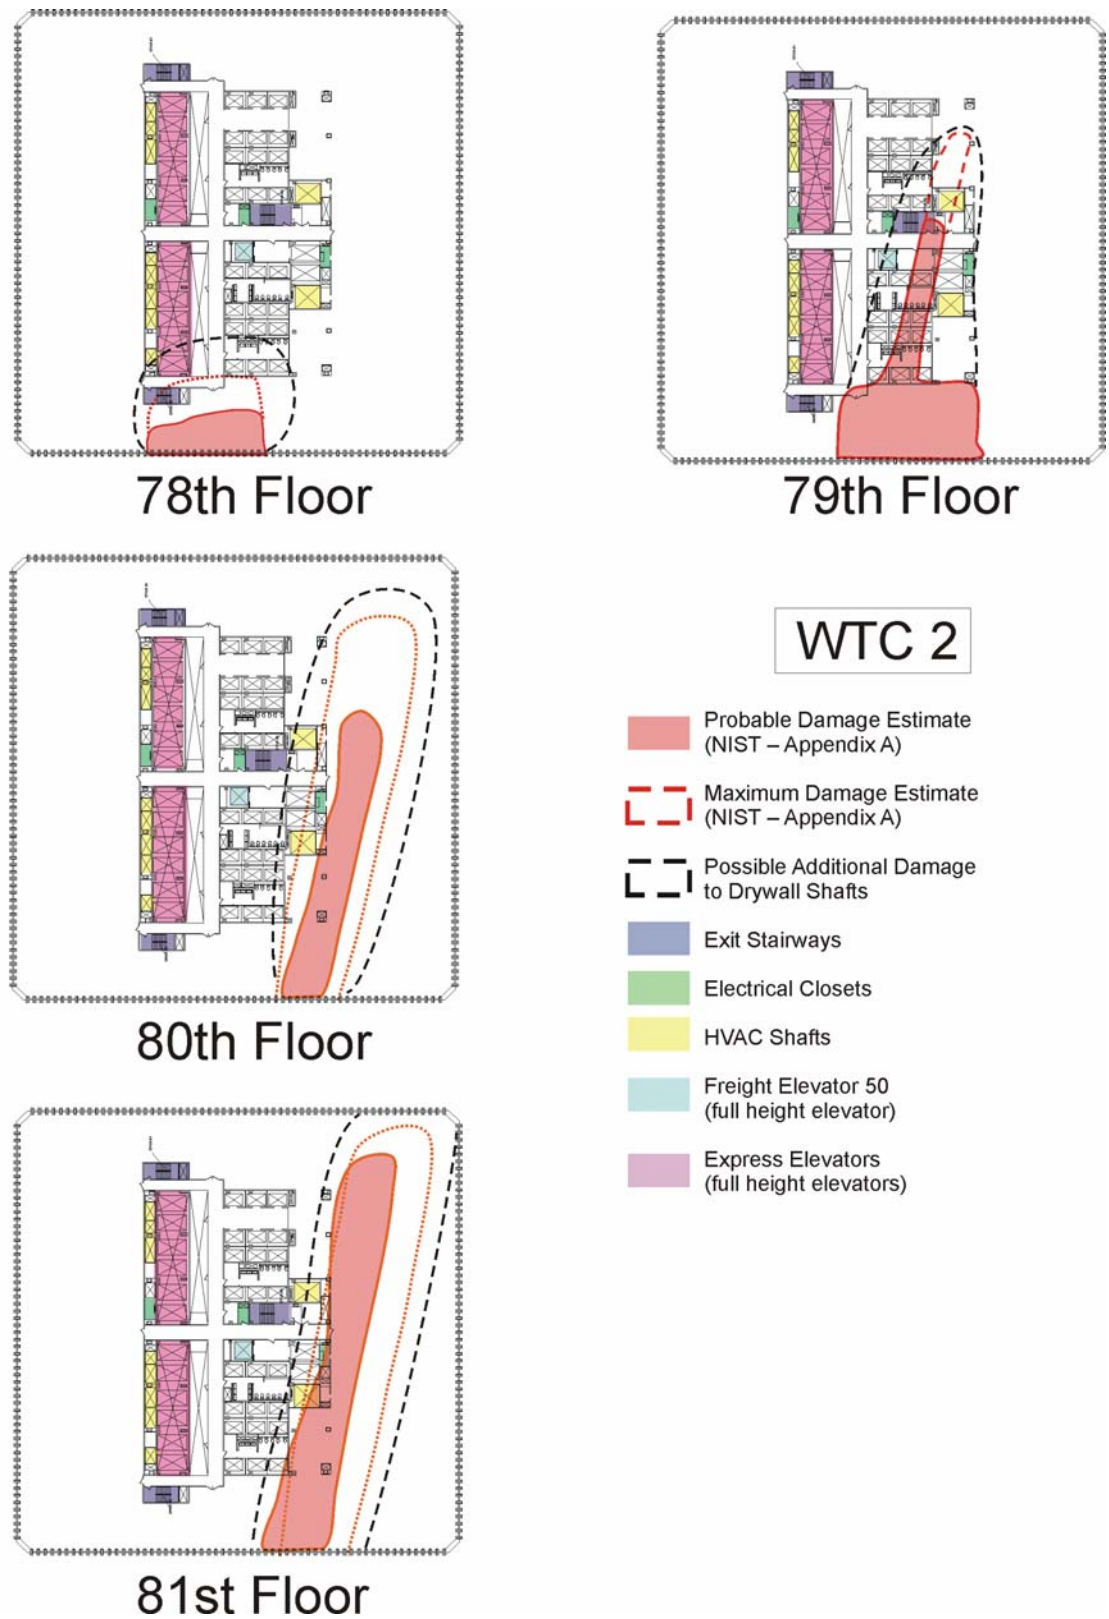 78th Floor
79th Floor
80th Floor
81st Floor
WTC 2
Probable Damage Estimate
(NIST – Appendix A)
Maximum Damage Estimate
(NIST – Appendix A)
Possible Additional Damage
to Drywall Shafts
Exit Stairways
Electrical Closets
HVAC Shafts
Freight Elevator 50
(full height elevator)
Express Elevators
(full height elevators)